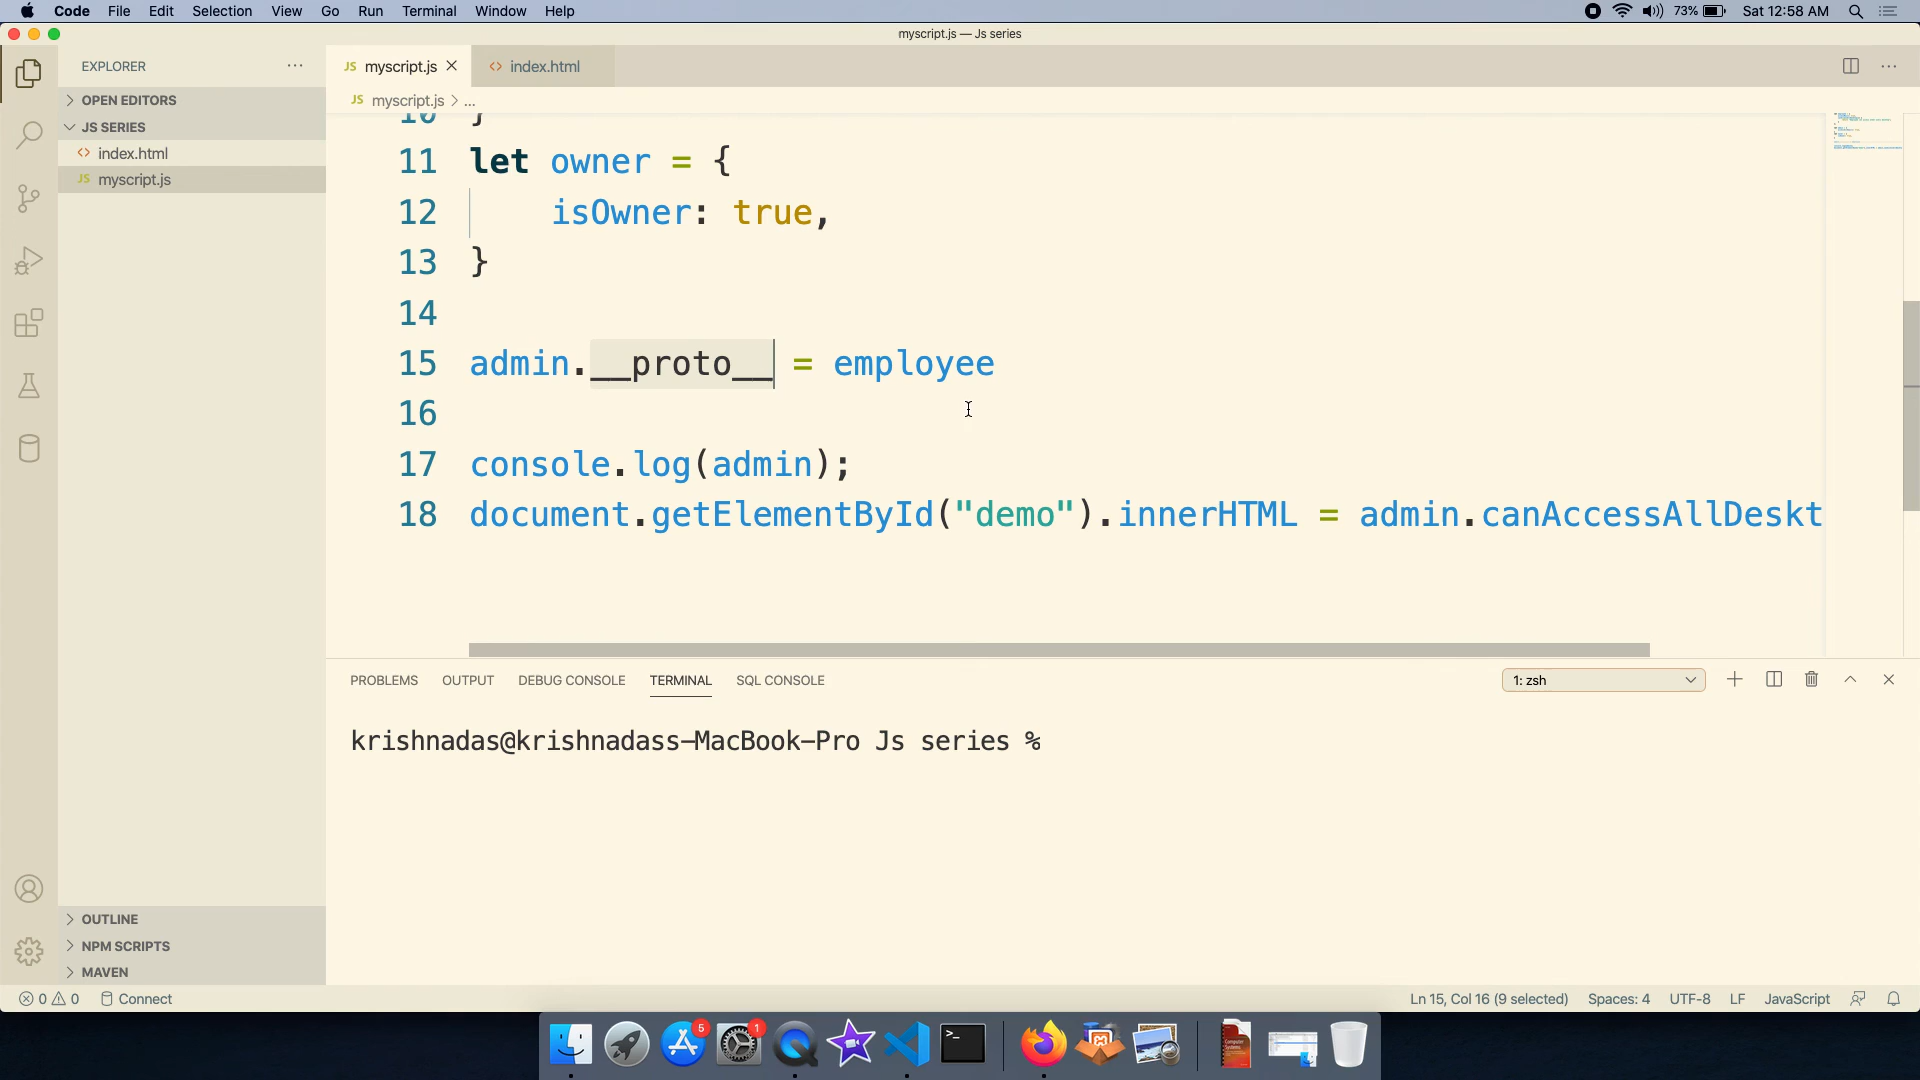 Code File Edit Selection View Go Run Terminal Window Help 73% Sat 12:58 AM
myscript.js — Js series
EXPLORER ...
JS myscript.js
<> index.html
OPEN EDITORS
JS myscript.js > ...
JS SERIES
<> index.html
JS myscript.js
10 }
11 let owner = {
12 isOwner: true,
13 }
14
15 admin.__proto__ = employee
16
17 console.log(admin);
18 document.getElementById("demo").innerHTML = admin.canAccessAllDeskt
PROBLEMS OUTPUT DEBUG CONSOLE TERMINAL SQL CONSOLE 1: zsh
krishnadas@krishnadass-MacBook-Pro Js series %
OUTLINE
NPM SCRIPTS
MAVEN
0 0 Connect Ln 15, Col 16 (9 selected) Spaces: 4 UTF-8 LF JavaScript
5 1